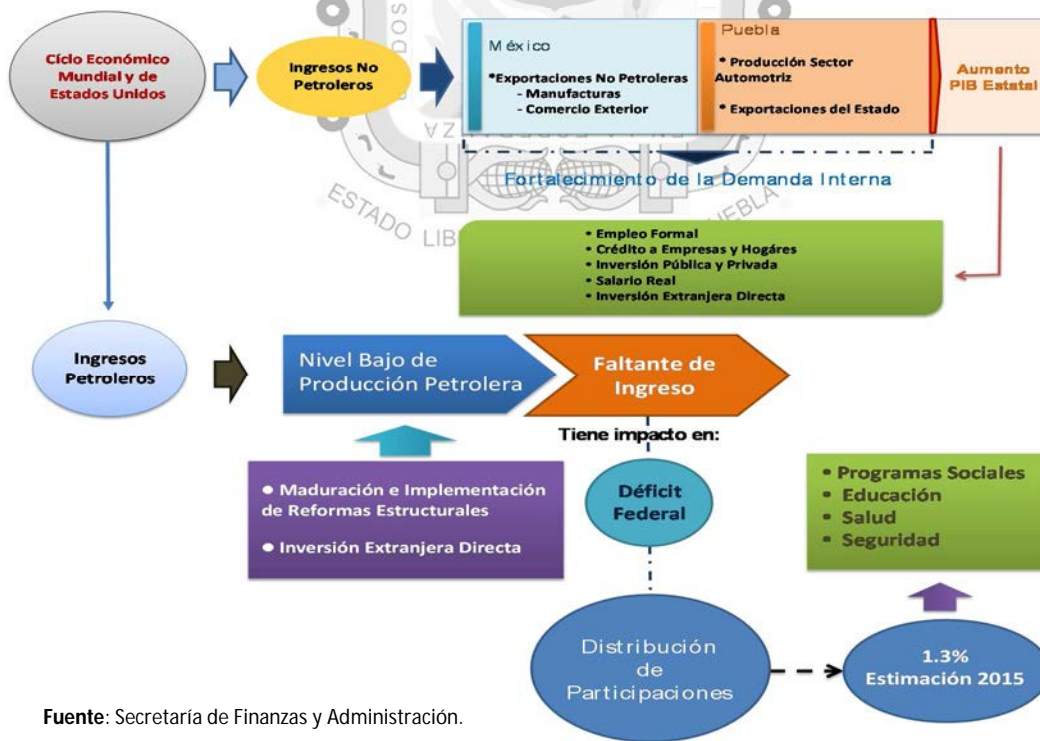 Cíclo Económico
Mundial y de
Estados Unidos
Ingresos No
Petroleros
México
*Exportaciones No Petroleras
- Manufacturas
- Comercio Exterior
Puebla
* Producción Sector
Automotriz
* Exportaciones del Estado
Aumento
PIB Estatal
Fortalecimiento de la Demanda Interna
ESTADO LIB
PUEBLA
• Empleo Formal
• Crédito a Empresas y Hogáres
• Inversión Pública y Privada
• Salario Real
• Inversión Extranjera Directa
Ingresos
Petroleros
Nivel Bajo de
Producción Petrolera
Faltante de
Ingreso
Tiene impacto en:
• Maduración e Implementación
de Reformas Estructurales
• Inversión Extranjera Directa
Déficit
Federal
• Programas Sociales
• Educación
• Salud
• Seguridad
Distribución
de
Participaciones
1.3%
Estimación 2015
Fuente: Secretaría de Finanzas y Administración.